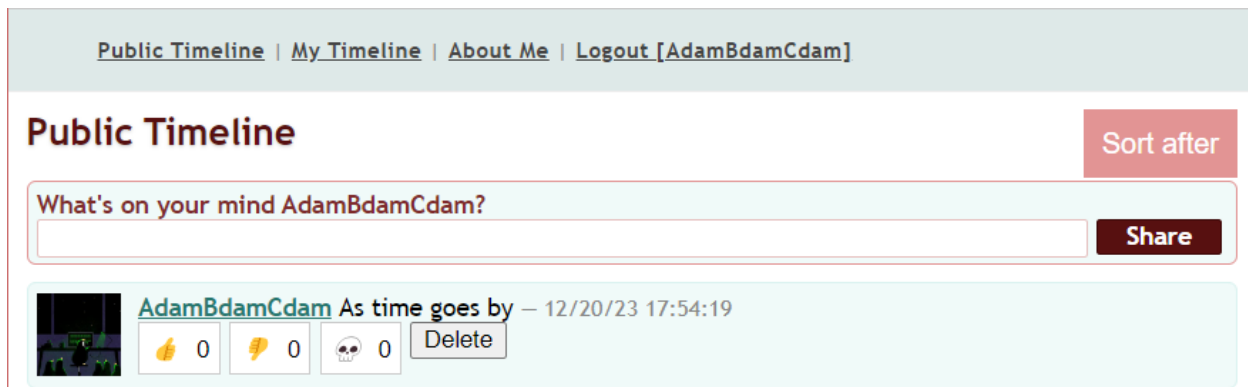 Public Timeline | My Timeline | About Me | Logout [AdamBdamCdam]
Public Timeline
Sort after
What's on your mind AdamBdamCdam?
Share
AdamBdamCdam As time goes by — 12/20/23 17:54:19
0 0 0 Delete